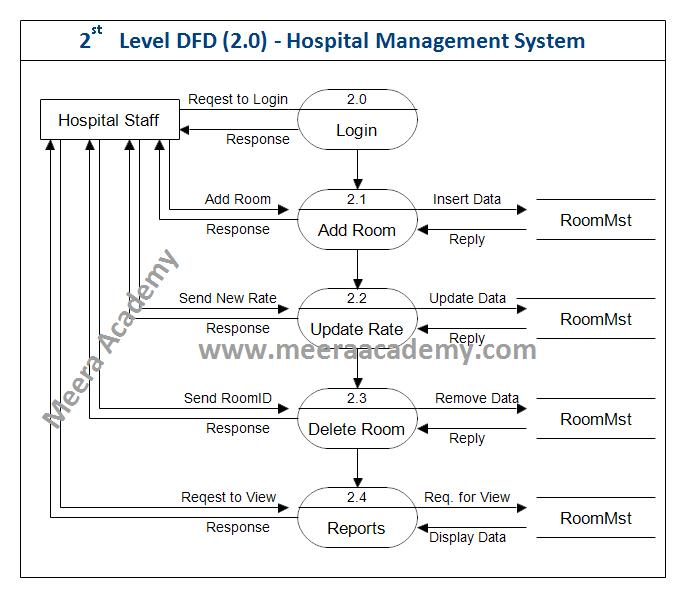 2st Level DFD (2.0) - Hospital Management System
Reqest to Login
2.0
Hospital Staff
Login
Response
Add Room
2.1
Insert Data
RoomMst
Response
Add Room
Reply
Send New Rate
2.2
Update Data
RoomMst
Response
Update Rate
Reply
www.meeraacademy.com
Meera Academy
Send RoomID
2.3
Remove Data
RoomMst
Response
Delete Room
Reply
Reqest to View
2.4
Req. for View
RoomMst
Response
Reports
Display Data